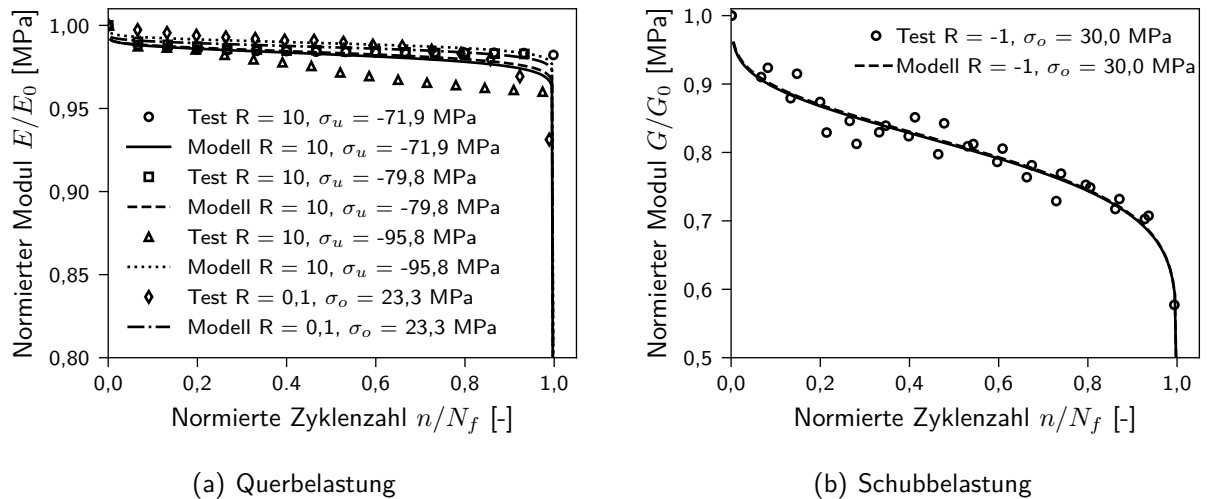 Normierter Modul E/E₀ [MPa]
1,00
0,95
0,90
0,85
0,80
0,0
0,2
0,4
0,6
0,8
1,0
Test R = 10, σᵤ = -71,9 MPa
Modell R = 10, σᵤ = -71,9 MPa
Test R = 10, σᵤ = -79,8 MPa
Modell R = 10, σᵤ = -79,8 MPa
Test R = 10, σᵤ = -95,8 MPa
Modell R = 10, σᵤ = -95,8 MPa
Test R = 0,1, σₒ = 23,3 MPa
Modell R = 0,1, σₒ = 23,3 MPa
Normierte Zyklenzahl n/N_f [-]
(a) Querbelastung
Normierter Modul G/G₀ [MPa]
1,0
0,9
0,8
0,7
0,6
0,5
0,0
0,2
0,4
0,6
0,8
1,0
Test R = -1, σₒ = 30,0 MPa
Modell R = -1, σₒ = 30,0 MPa
Normierte Zyklenzahl n/N_f [-]
(b) Schubbelastung